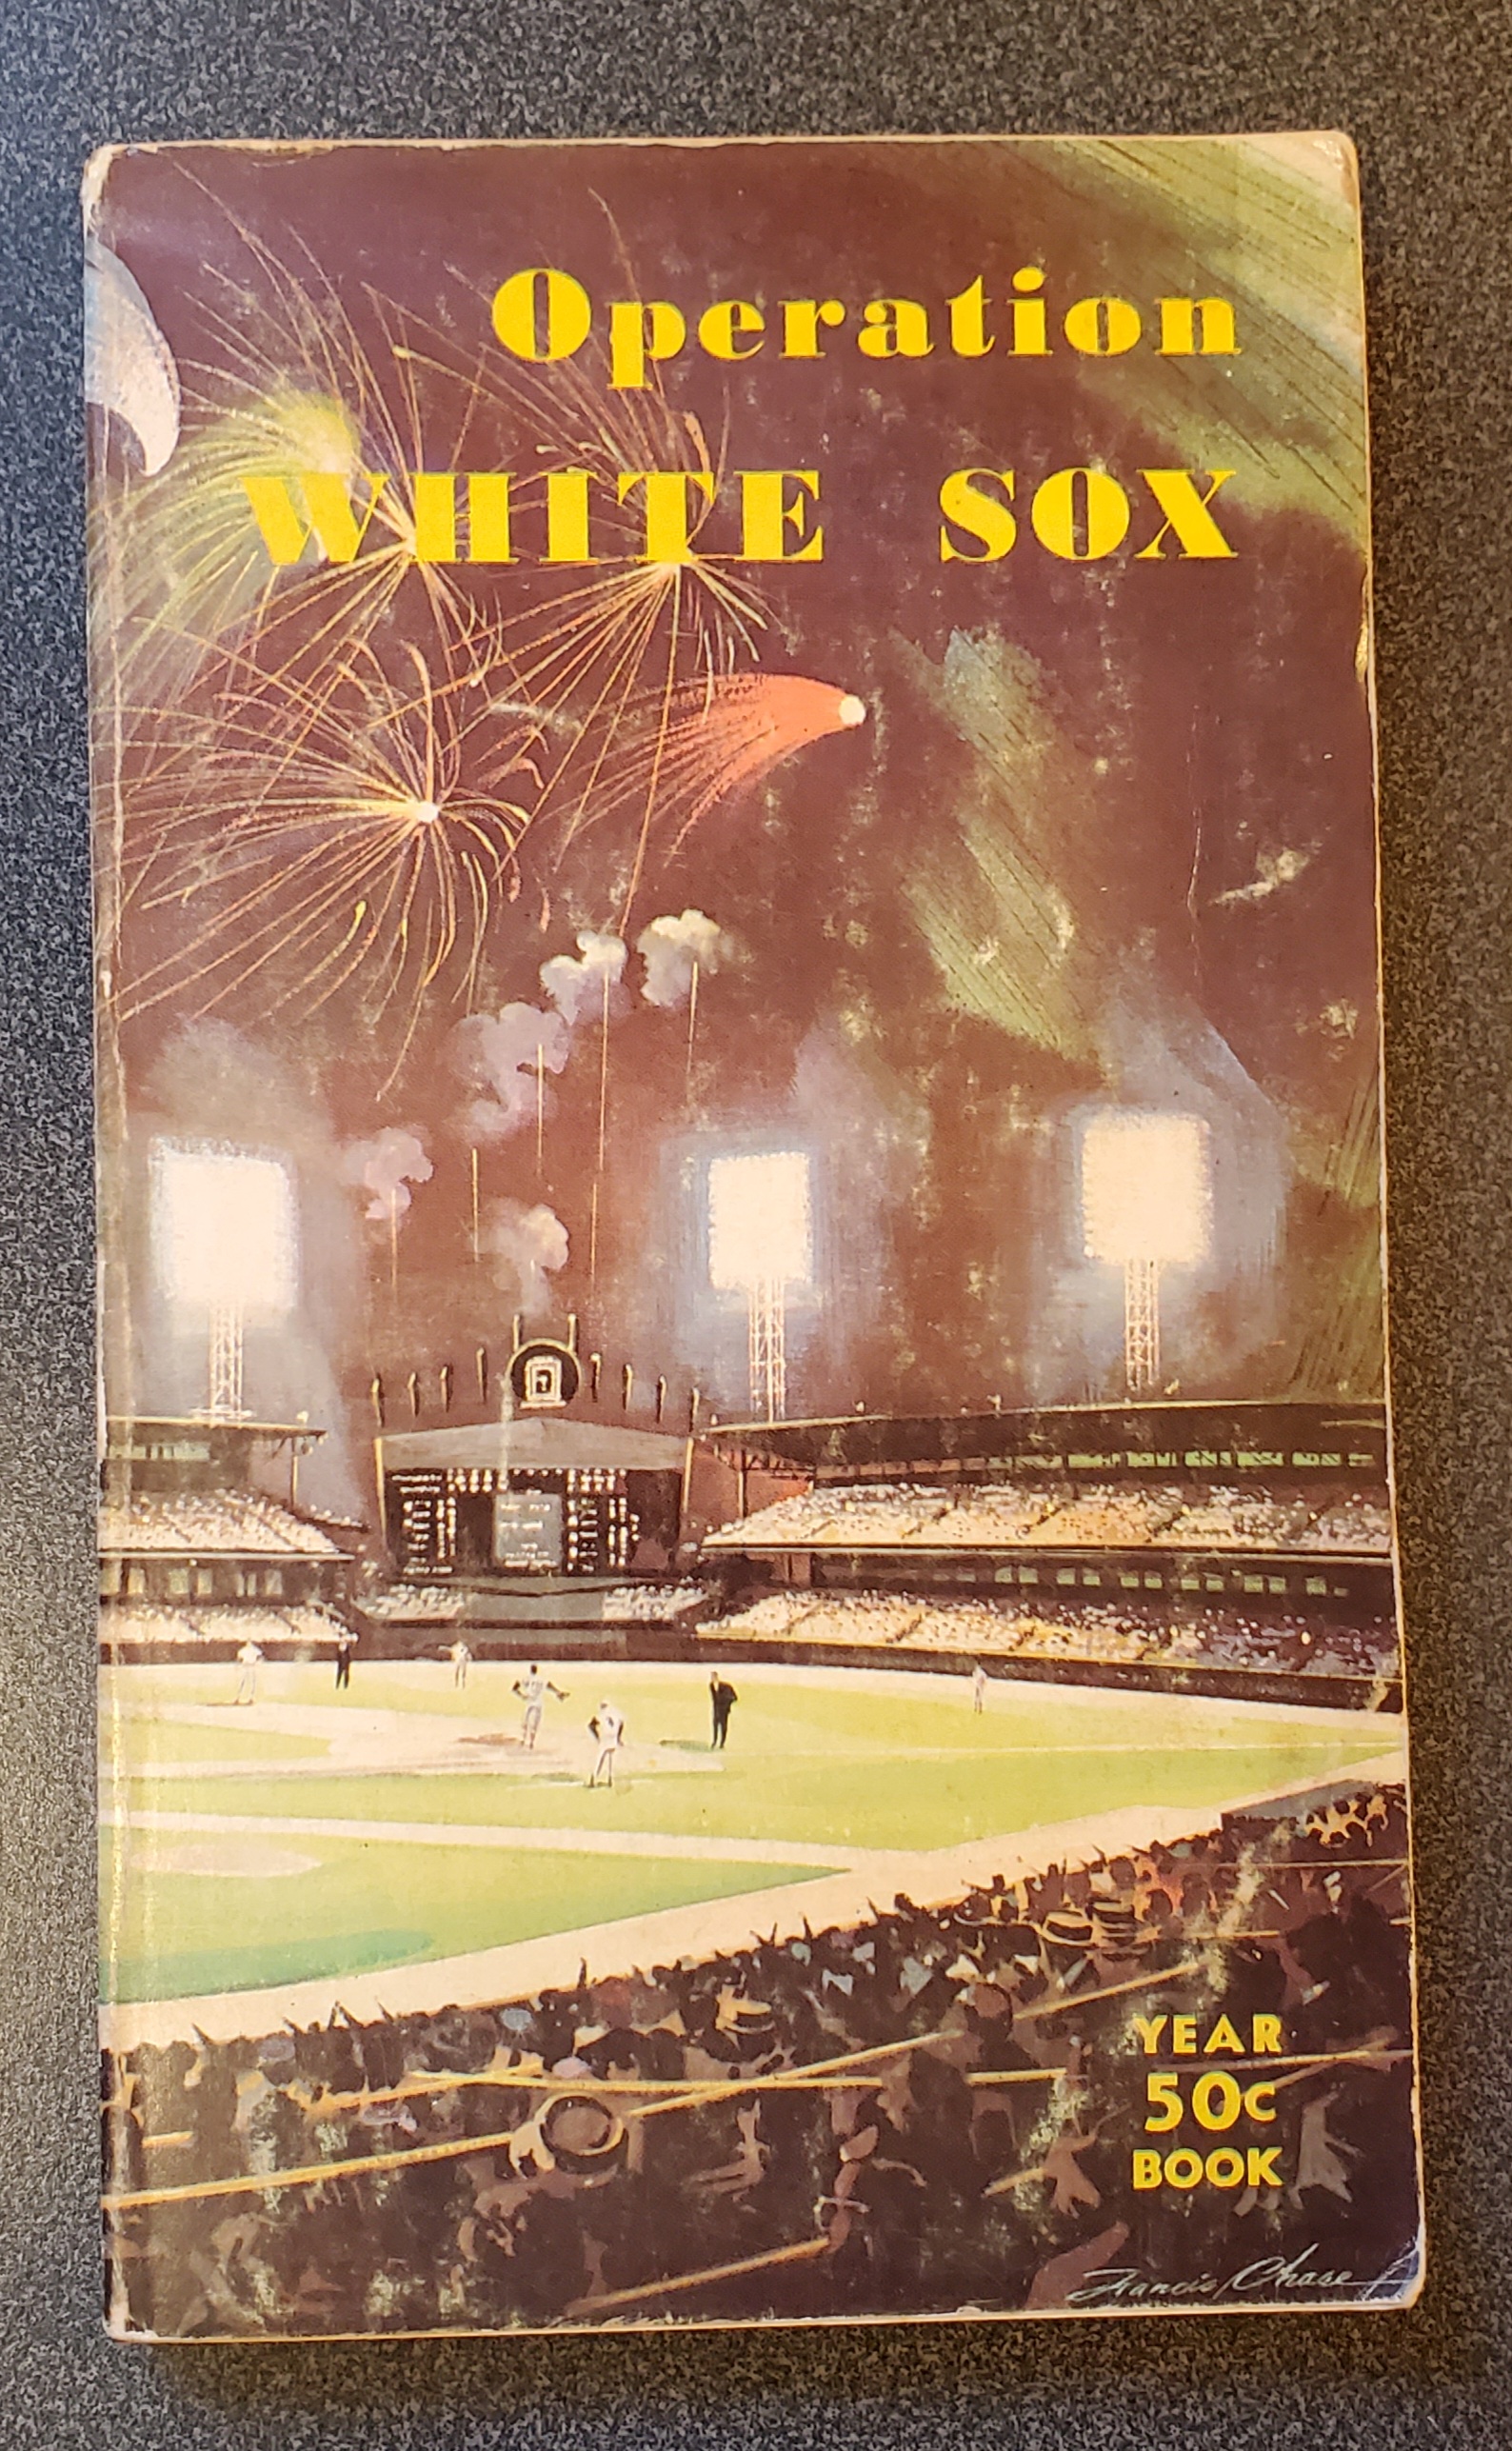 Operation
WHITE SOX
YEAR
50c
BOOK
Francis Chase